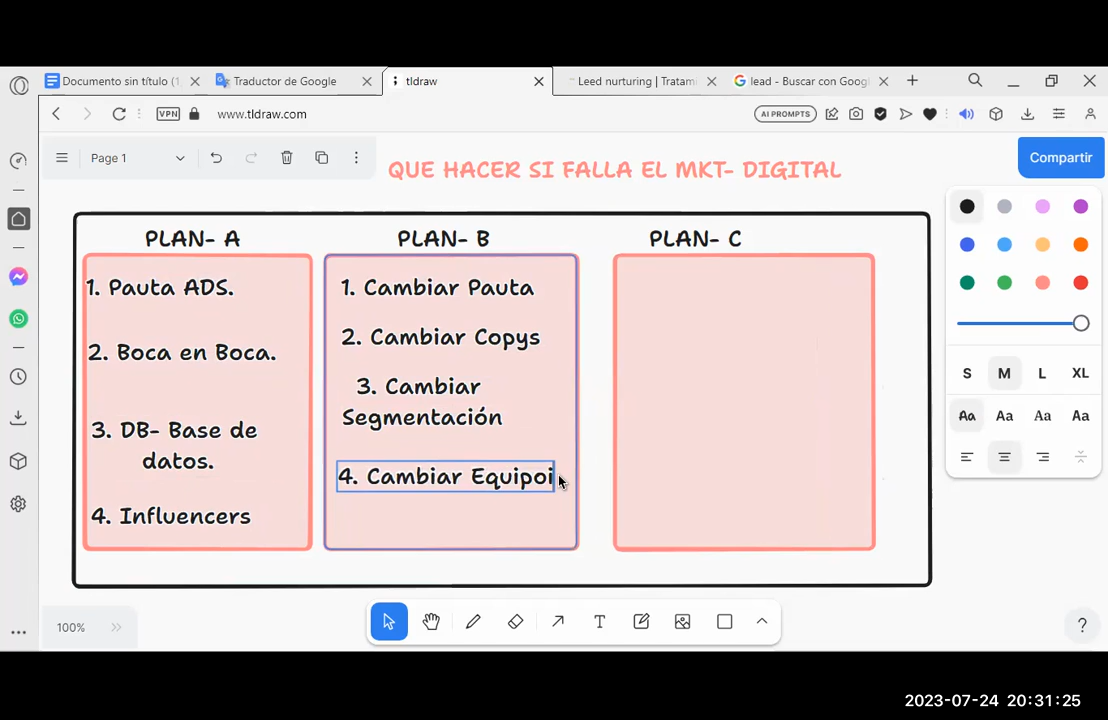 Documento sin título (1
Traductor de Google
tldraw
Leed nurturing | Tratami
lead - Buscar con Googl
VPN
www.tldraw.com
AI PROMPTS
Page 1
QUE HACER SI FALLA EL MKT- DIGITAL
Compartir
PLAN- A
1. Pauta ADS.
2. Boca en Boca.
3. DB- Base de
datos.
4. Influencers
PLAN- B
1. Cambiar Pauta
2. Cambiar Copys
3. Cambiar
Segmentación
4. Cambiar Equipoi
PLAN- C
S M L XL
Aa Aa Aa Aa
100%
T
?
2023-07-24 20:31:25